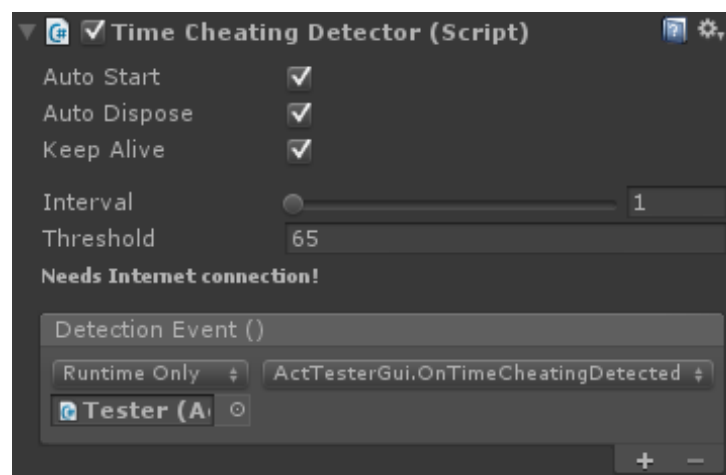 Time Cheating Detector (Script)
Auto Start
Auto Dispose
Keep Alive
Interval 1
Threshold 65
Needs Internet connection!
Detection Event ()
Runtime Only ActTesterGui.OnTimeCheatingDetected
Tester (A